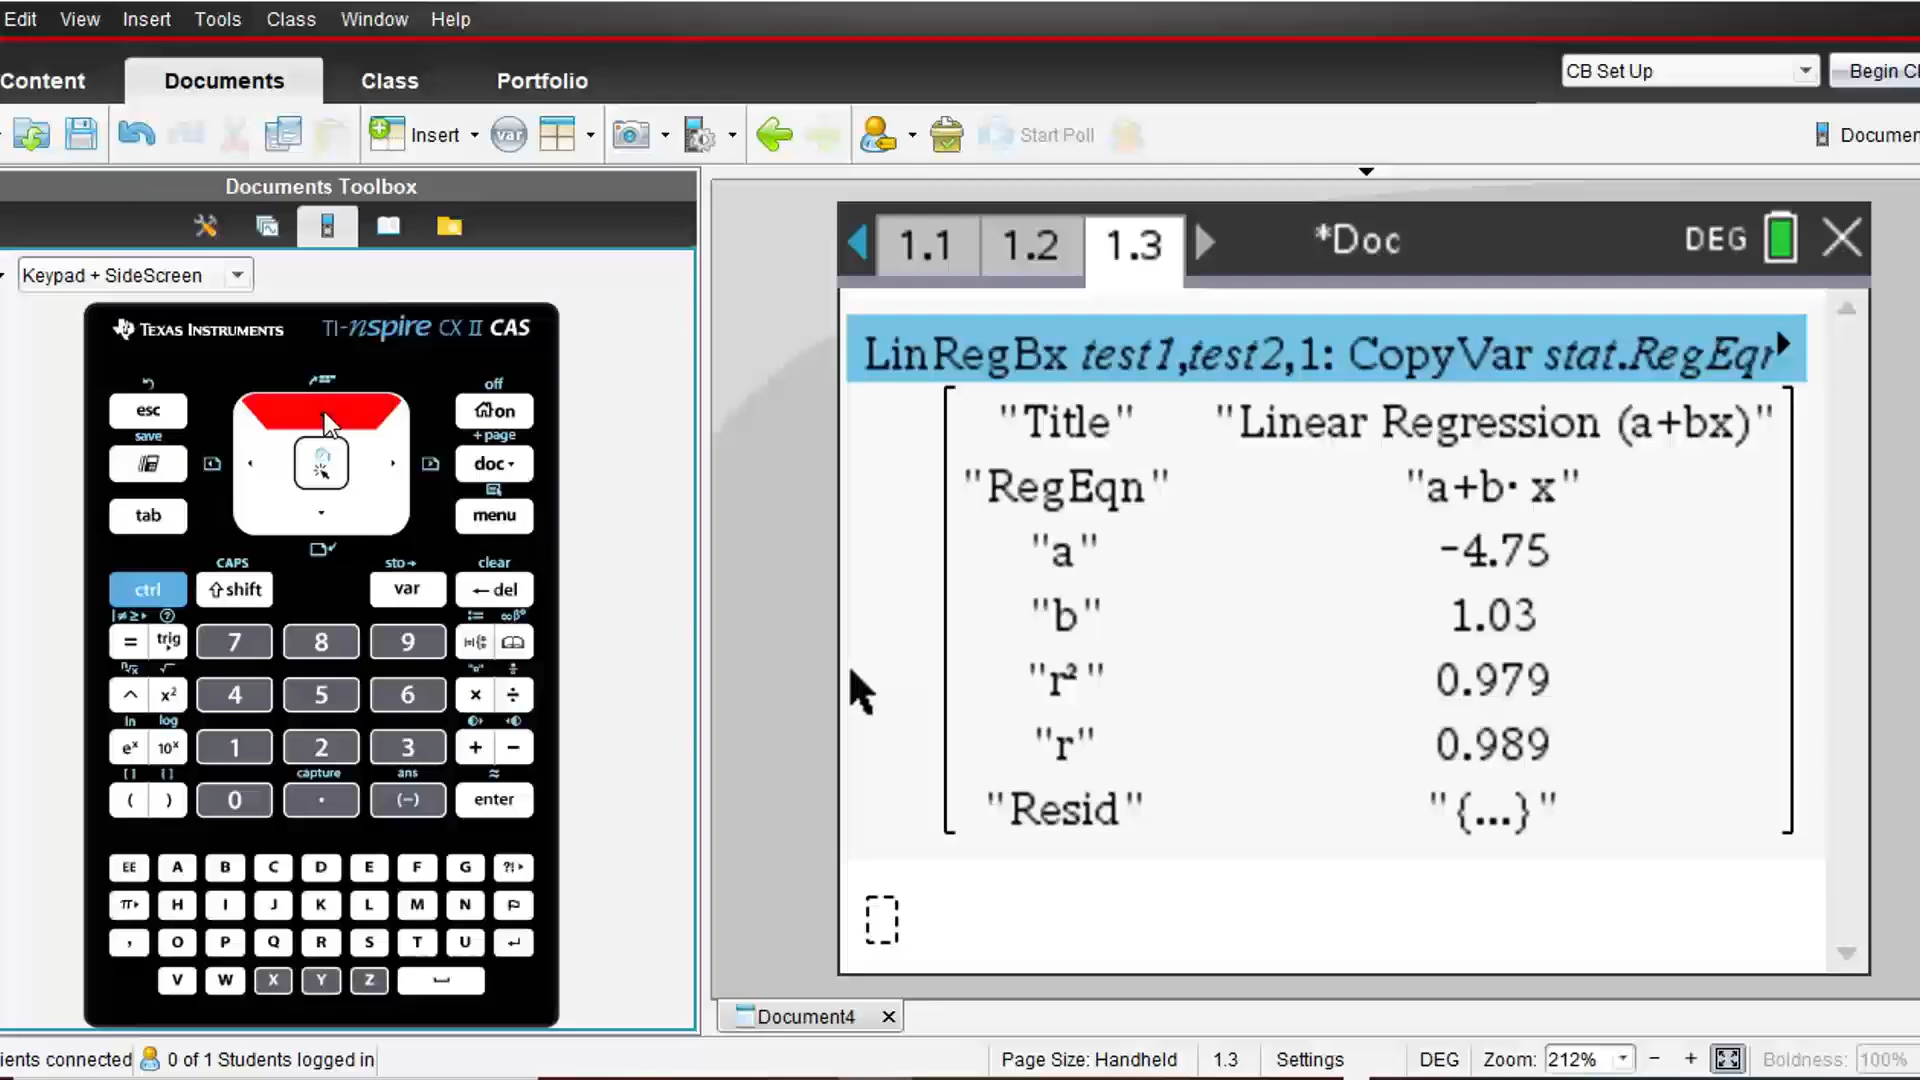 Edit View Insert Tools Class Window Help
Content Documents Class Portfolio
CB Set Up
Begin Cl
Insert var Start Poll Documen
Documents Toolbox
Keypad + SideScreen
TEXAS INSTRUMENTS TI-nspire CX II CAS
off
esc on
save +page
doc
tab menu
CAPS sto→ clear
ctrl shift var del
= trig 7 8 9
^ x² 4 5 6 × ÷
ln log
eˣ 10ˣ 1 2 3 + −
[ ] { } capture ans ≈
( ) 0 . (−) enter
EE A B C D E F G ?!
π H I J K L M N
, O P Q R S T U
V W X Y Z
1.1 1.2 1.3 *Doc DEG
LinRegBx test1,test2,1: CopyVar stat.RegEqr
"Title" "Linear Regression (a+bx)"
"RegEqn" "a+b· x"
"a" -4.75
"b" 1.03
"r²" 0.979
"r" 0.989
"Resid" "{...}"
Document4
ients connected 0 of 1 Students logged in
Page Size: Handheld 1.3 Settings DEG Zoom: 212% − + Boldness: 100%